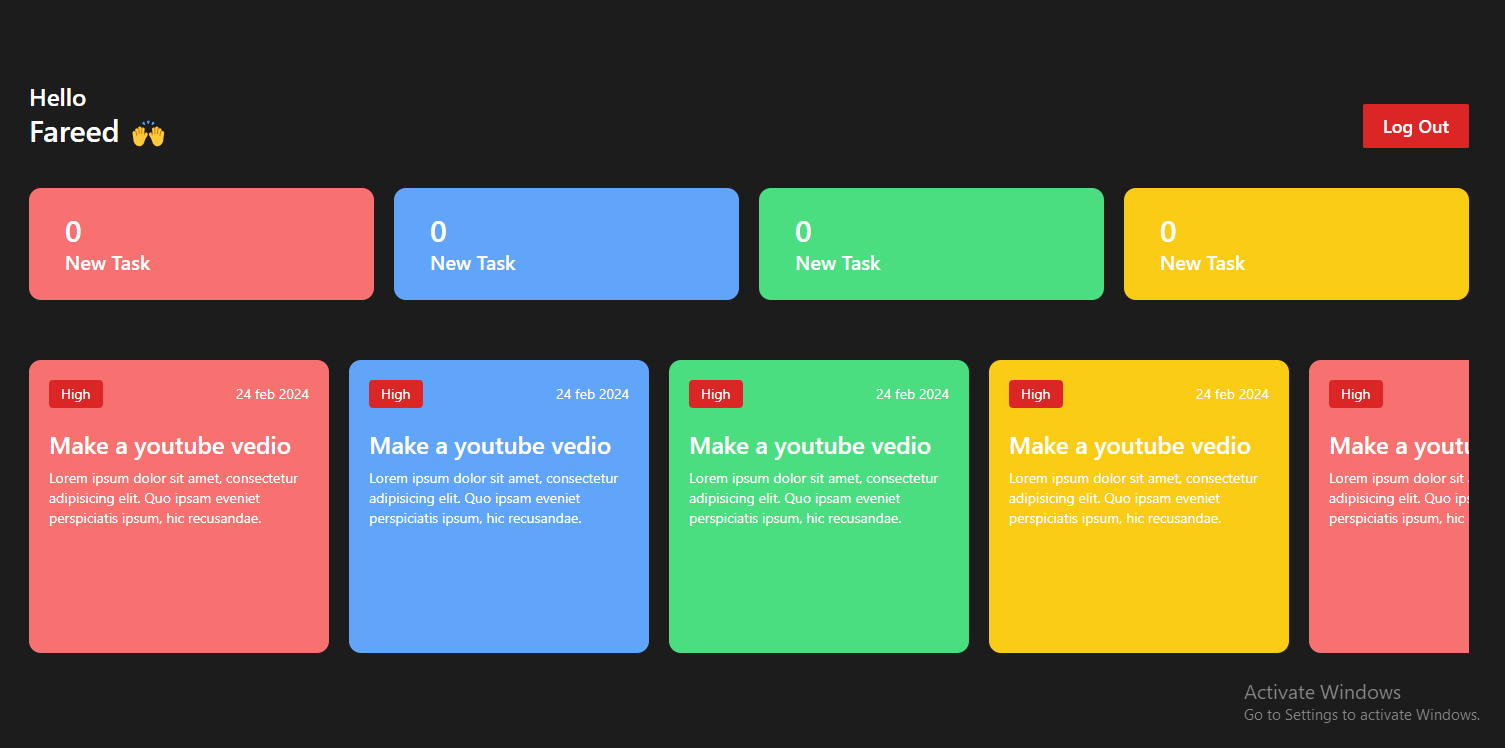 Hello
Fareed 🙌
Log Out
0
New Task
0
New Task
0
New Task
0
New Task
High
24 feb 2024
Make a youtube vedio
Lorem ipsum dolor sit amet, consectetur
adipisicing elit. Quo ipsam eveniet
perspiciatis ipsum, hic recusandae.
High
24 feb 2024
Make a youtube vedio
Lorem ipsum dolor sit amet, consectetur
adipisicing elit. Quo ipsam eveniet
perspiciatis ipsum, hic recusandae.
High
24 feb 2024
Make a youtube vedio
Lorem ipsum dolor sit amet, consectetur
adipisicing elit. Quo ipsam eveniet
perspiciatis ipsum, hic recusandae.
High
24 feb 2024
Make a youtube vedio
Lorem ipsum dolor sit amet, consectetur
adipisicing elit. Quo ipsam eveniet
perspiciatis ipsum, hic recusandae.
High
Make a
Lorem ipsum dolor sit
adipisicing elit. Quo
perspiciatis ipsum, hic
Activate Windows
Go to Settings to activate Windows.